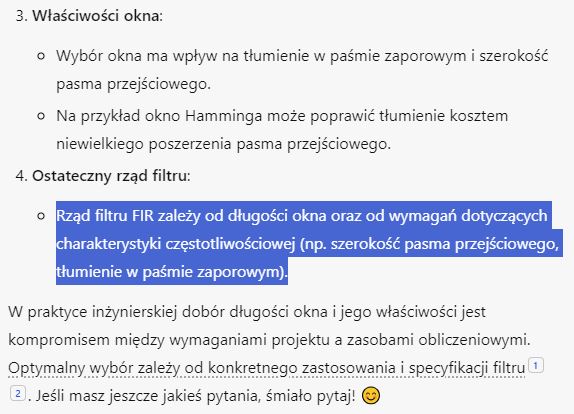 3. Właściwości okna:
Wybór okna ma wpływ na tłumienie w paśmie zaporowym i szerokość
pasma przejściowego.
Na przykład okno Hamminga może poprawić tłumienie kosztem
niewielkiego poszerzenia pasma przejściowego.
4. Ostateczny rząd filtru:
Rząd filtru FIR zależy od długości okna oraz od wymagań dotyczących
charakterystyki częstotliwościowej (np. szerokość pasma przejściowego,
tłumienie w paśmie zaporowym).
W praktyce inżynierskiej dobór długości okna i jego właściwości jest
kompromisem między wymaganiami projektu a zasobami obliczeniowymi.
Optymalny wybór zależy od konkretnego zastosowania i specyfikacji filtru 1
2 . Jeśli masz jeszcze jakieś pytania, śmiało pytaj! 😊